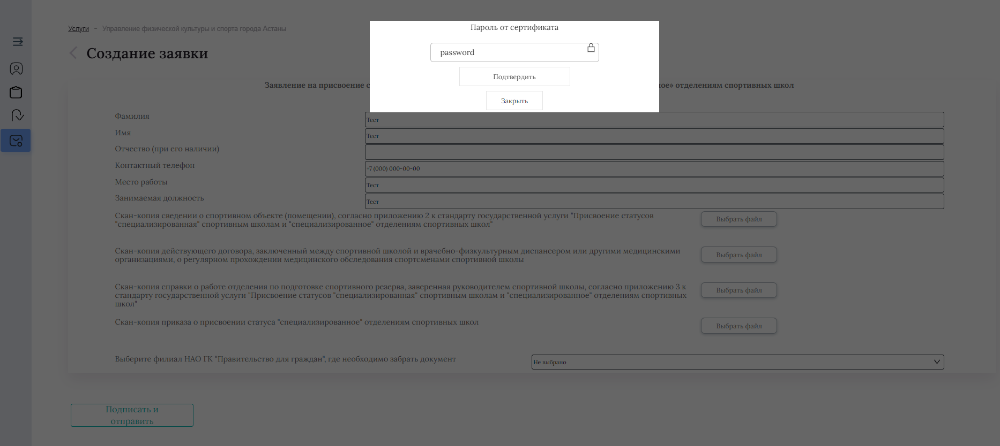 Услуги - Управление физической культуры и спорта города Астаны
Создание заявки
Пароль от сертификата
password
Подтвердить
Закрыть
Заявление на присвоение с
ое» отделениям спортивных школ
Фамилия
Тест
Имя
Тест
Отчество (при его наличии)
Контактный телефон
+7 (000) 000-00-00
Место работы
Тест
Занимаемая должность
Тест
Скан-копия сведении о спортивном объекте (помещении), согласно приложению 2 к стандарту государственной услуги "Присвоение статусов
"специализированная" спортивным школам и "специализированное" отделениям спортивных школ"
Выбрать файл
Скан-копия действующего договора, заключенный между спортивной школой и врачебно-физкультурным диспансером или другими медицинскими
организациями, о регулярном прохождении медицинского обследования спортсменами спортивной школы
Выбрать файл
Скан-копия справки о работе отделения по подготовке спортивного резерва, заверенная руководителем спортивной школы, согласно приложению 3 к
стандарту государственной услуги "Присвоение статусов "специализированная" спортивным школам и "специализированное" отделениям спортивных
школ"
Выбрать файл
Скан-копия приказа о присвоении статуса "специализированное" отделениям спортивных школ
Выбрать файл
Выберите филиал НАО ГК "Правительство для граждан", где необходимо забрать документ
Не выбрано
Подписать и
отправить